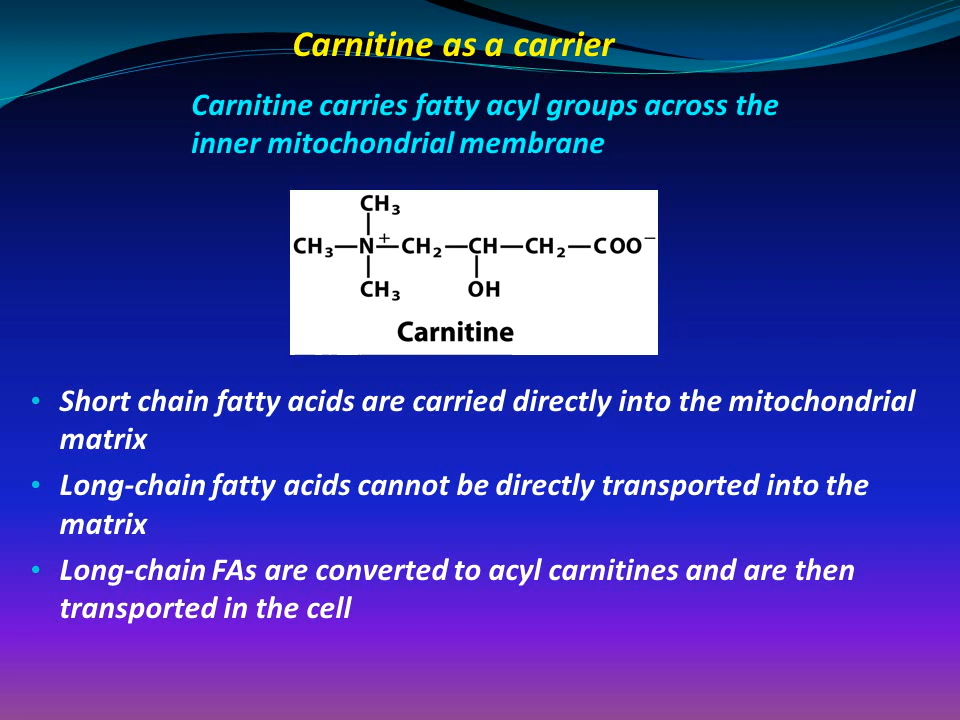 Carnitine as a carrier
Carnitine carries fatty acyl groups across the
inner mitochondrial membrane
CH₃
CH₃—N⁺—CH₂—CH—CH₂—COO⁻
CH₃ OH
Carnitine
• Short chain fatty acids are carried directly into the mitochondrial
matrix
• Long-chain fatty acids cannot be directly transported into the
matrix
• Long-chain FAs are converted to acyl carnitines and are then
transported in the cell